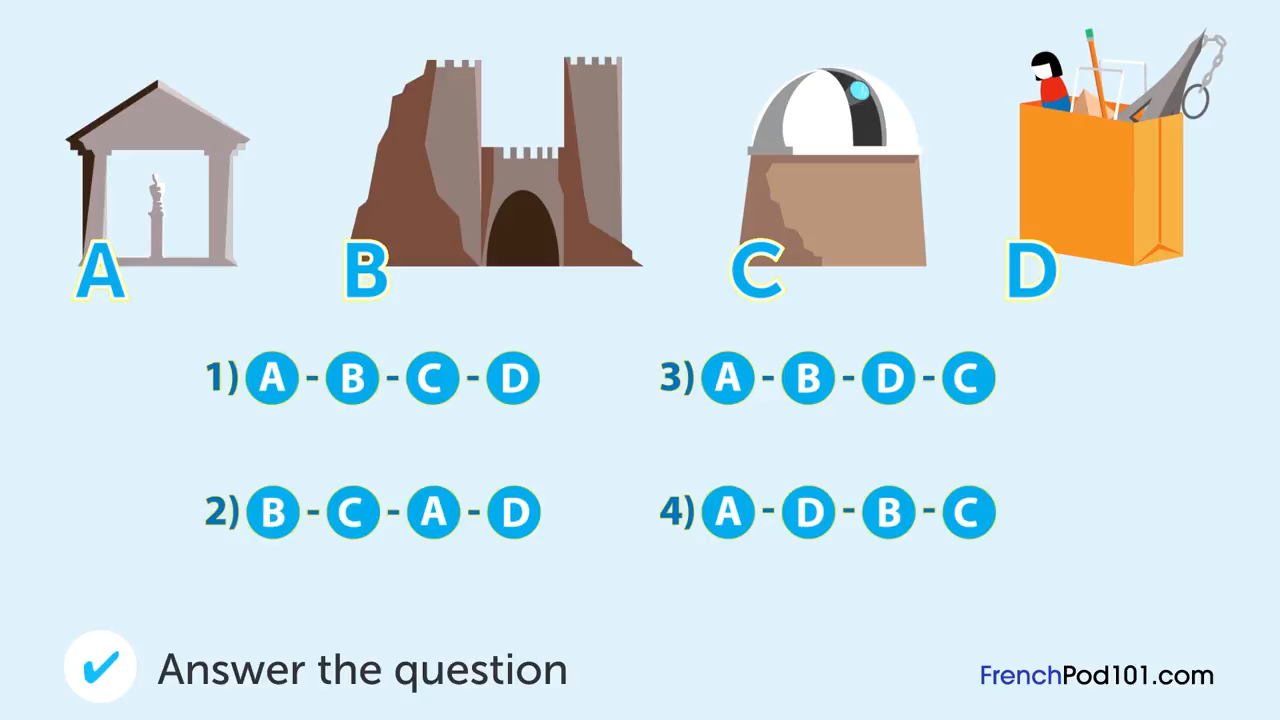 A B C D
1) A - B - C - D
3) A - B - D - C
2) B - C - A - D
4) A - D - B - C
✔ Answer the question
FrenchPod101.com